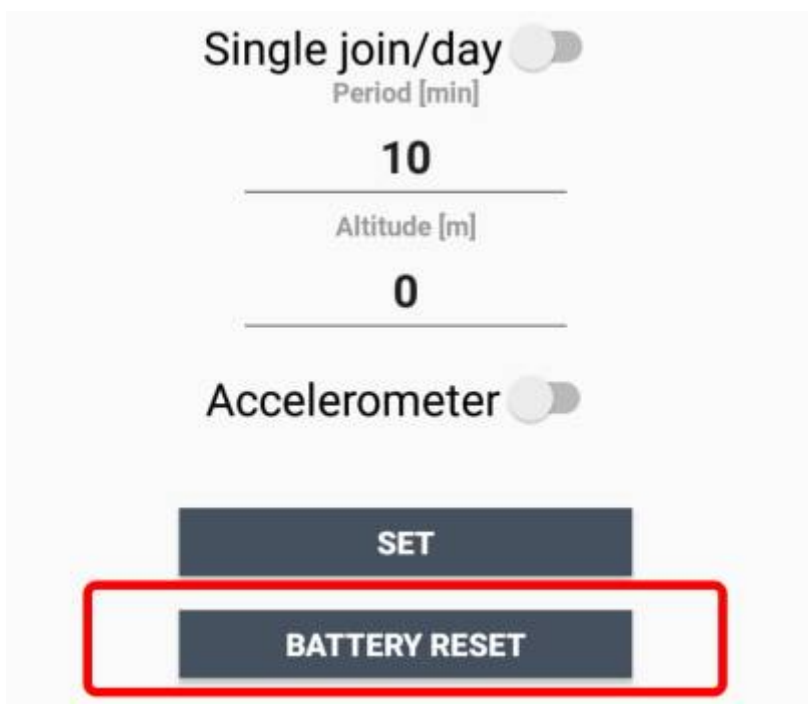 Single join/day
Period [min]
10
Altitude [m]
0
Accelerometer
SET
BATTERY RESET